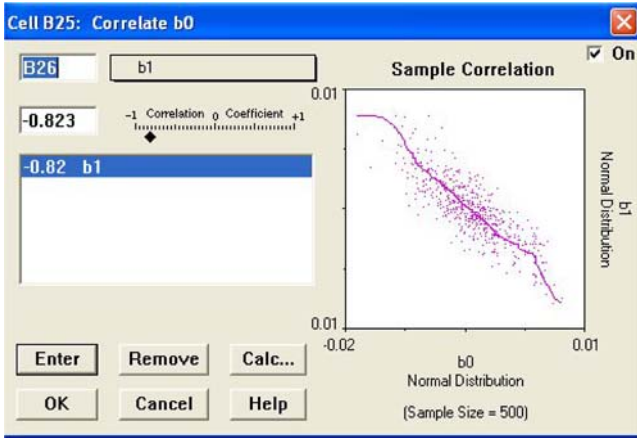 Cell B25: Correlate b0
B26
b1
On
-0.823
-1 Correlation 0 Coefficient +1
-0.82 b1
Sample Correlation
0.01
0.01
-0.02
0.01
b1
Normal Distribution
b0
Normal Distribution
(Sample Size = 500)
Enter
Remove
Calc...
OK
Cancel
Help